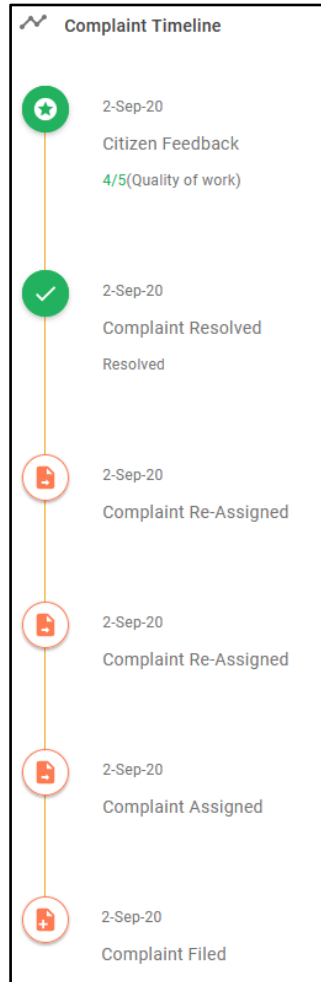 Complaint Timeline
2-Sep-20
Citizen Feedback
4/5(Quality of work)
2-Sep-20
Complaint Resolved
Resolved
2-Sep-20
Complaint Re-Assigned
2-Sep-20
Complaint Re-Assigned
2-Sep-20
Complaint Assigned
2-Sep-20
Complaint Filed